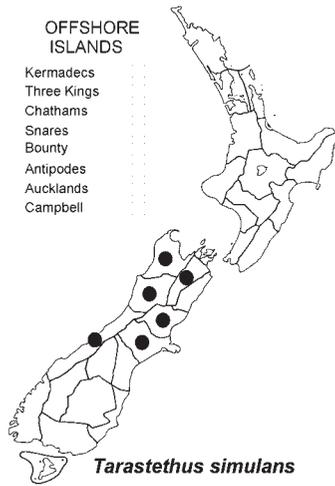 OFFSHORE
ISLANDS
Kermadecs
Three Kings
Chathams
Snares
Bounty
Antipodes
Aucklands
Campbell
Tarastethus simulans